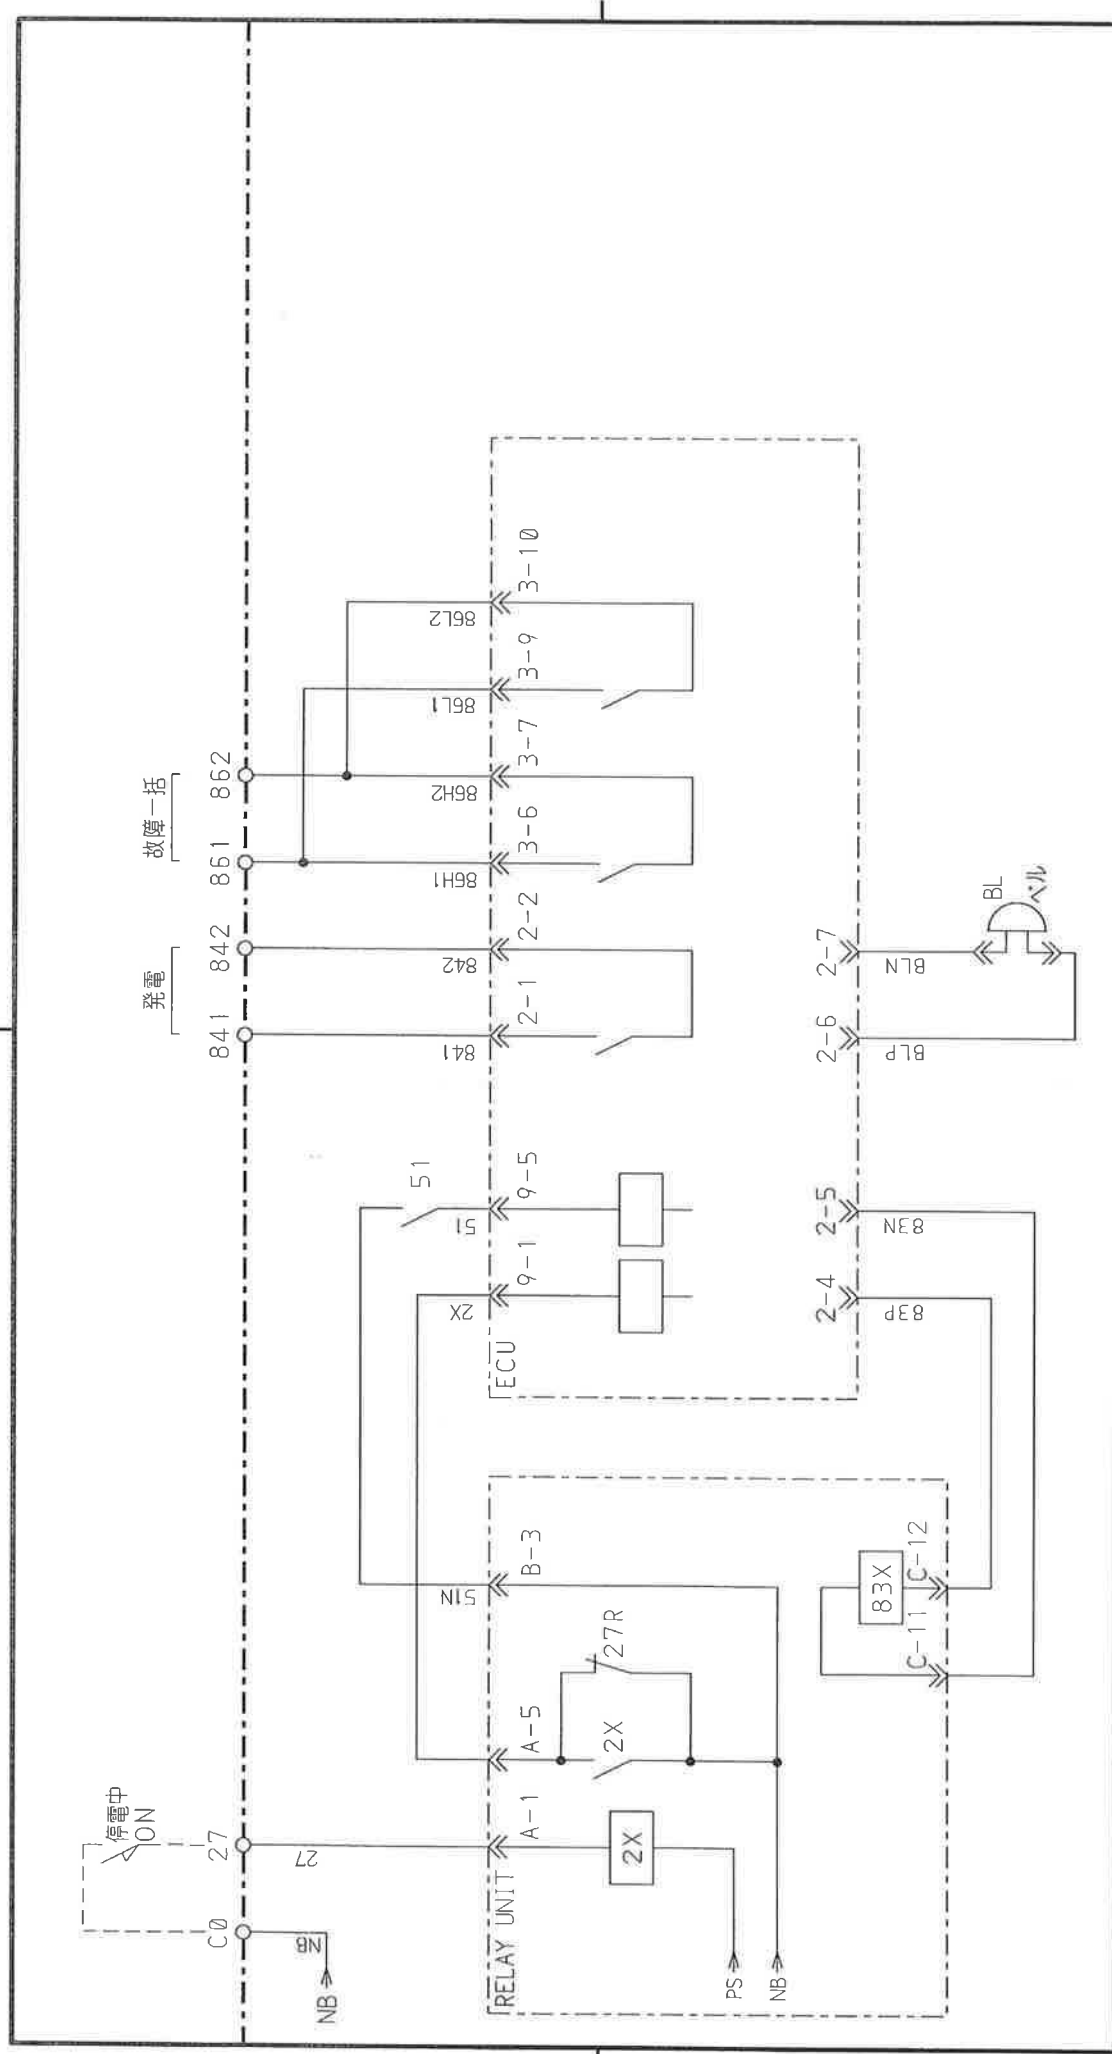 停電中
ON
C0
27
NB
NB
27
発電
841
842
故障一括
861
862
841
842
86H1
86H2
86L1
86L2
51
51N
2X
51
RELAY UNIT
A-1
A-5
B-3
2X
2X
27R
PS
NB
83X
C-11
C-12
ECU
9-1
9-5
2-1
2-2
3-6
3-7
3-9
3-10
2-4
2-5
2-6
2-7
83P
83N
BLP
BLN
BL
ベル